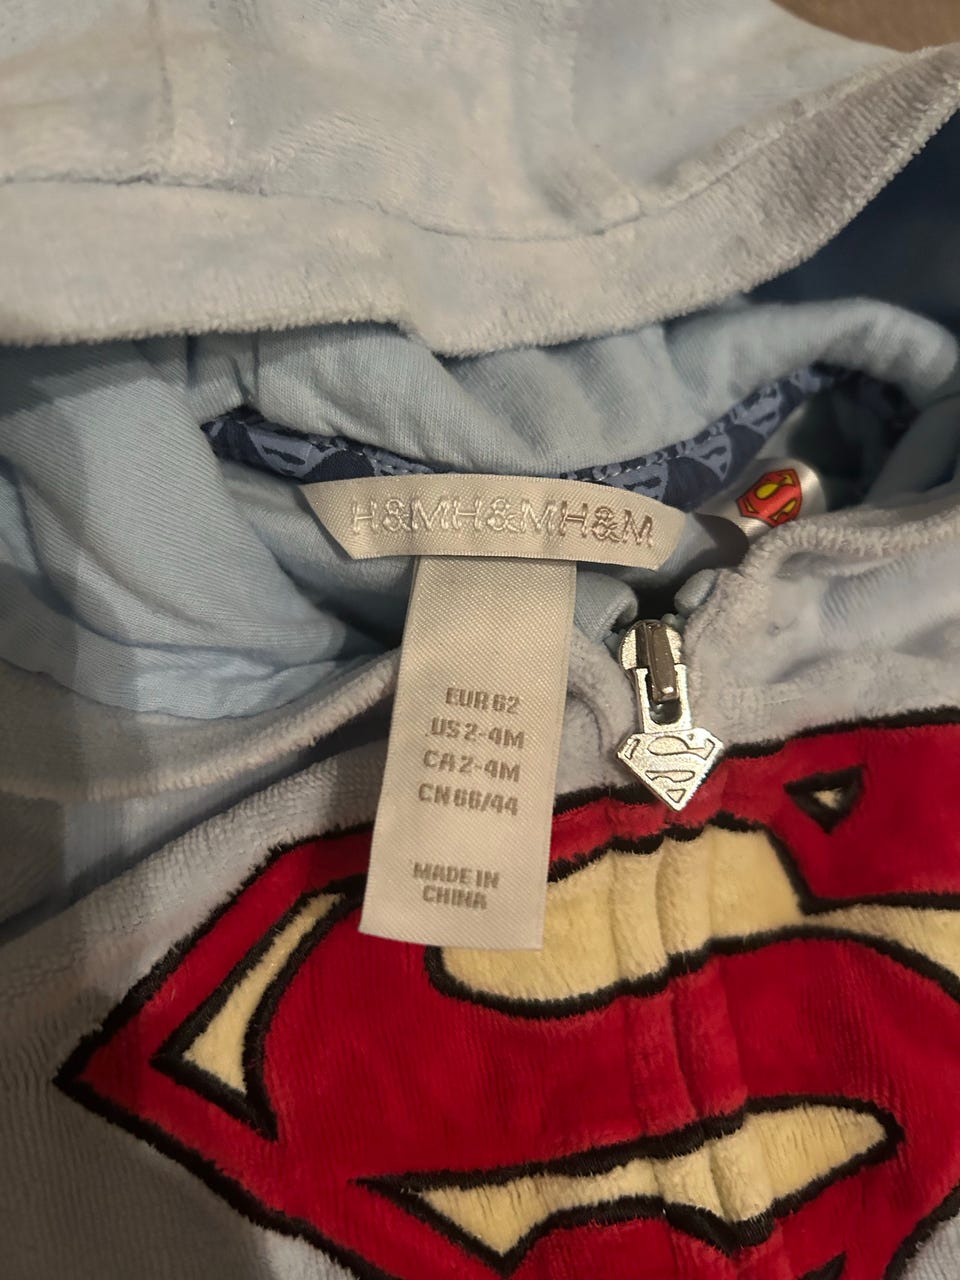 H&MH&MH&M
EUR 62
US 2-4M
CA 2-4M
CN 66/44
MADE IN
CHINA
S
S